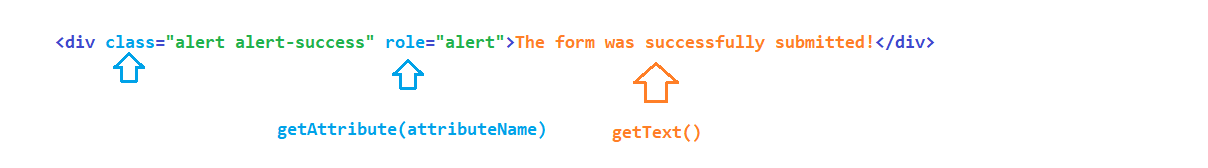 <div class="alert alert-success" role="alert">The form was successfully submitted!</div>
getAttribute(attributeName) getText()